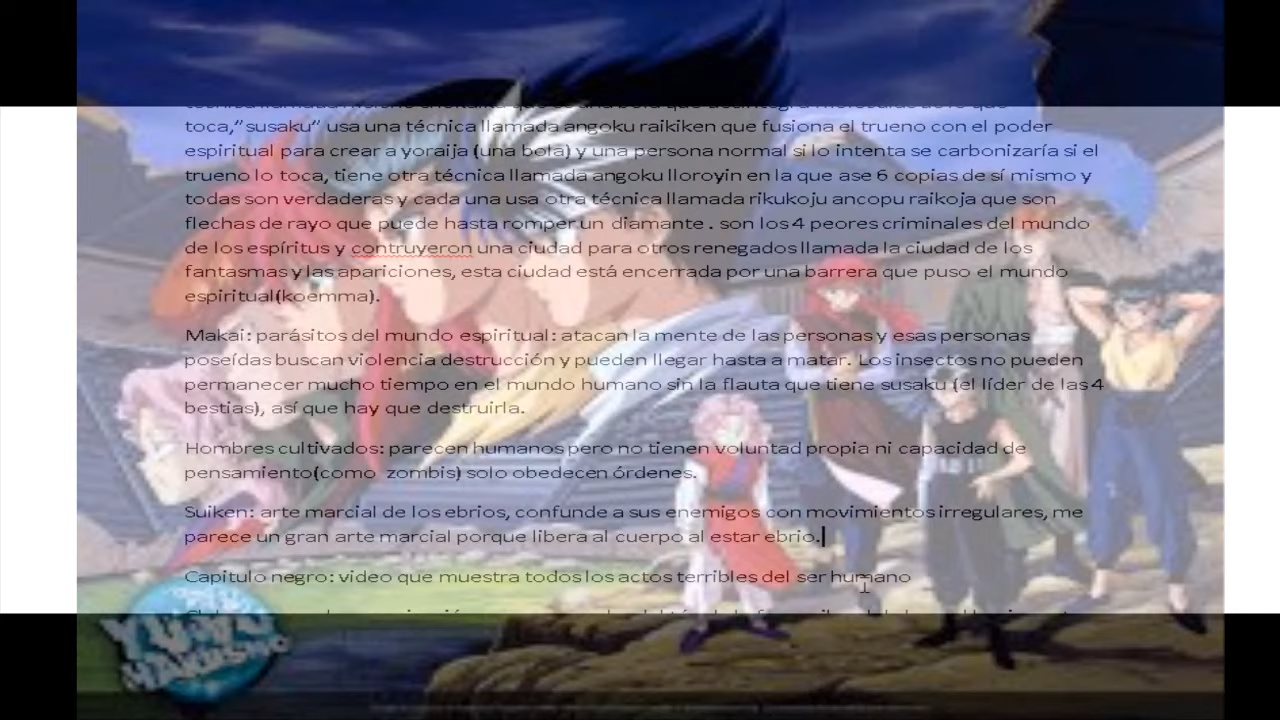 toca,”susaku” usa una técnica llamada angoku raikiken que fusiona el trueno con el poder
espiritual para crear a yoraija (una bola) y una persona normal si lo intenta se carbonizaría si el
trueno lo toca, tiene otra técnica llamada angoku lloroyin en la que ase 6 copias de sí mismo y
todas son verdaderas y cada una usa otra técnica llamada rikukoju ancopu raikoja que son
flechas de rayo que puede hasta romper un diamante . son los 4 peores criminales del mundo
de los espíritus y contruyeron una ciudad para otros renegados llamada la ciudad de los
fantasmas y las apariciones, esta ciudad está encerrada por una barrera que puso el mundo
espiritual(koemma).
Makai: parásitos del mundo espiritual: atacan la mente de las personas y esas personas
poseídas buscan violencia destrucción y pueden llegar hasta a matar. Los insectos no pueden
permanecer mucho tiempo en el mundo humano sin la flauta que tiene susaku (el líder de las 4
bestias), así que hay que destruirla.
Hombres cultivados: parecen humanos pero no tienen voluntad propia ni capacidad de
pensamiento(como zombis) solo obedecen órdenes.
Suiken: arte marcial de los ebrios, confunde a sus enemigos con movimientos irregulares, me
parece un gran arte marcial porque libera al cuerpo al estar ebrio.
Capitulo negro: video que muestra todos los actos terribles del ser humano
YUYU
HAKUSHO